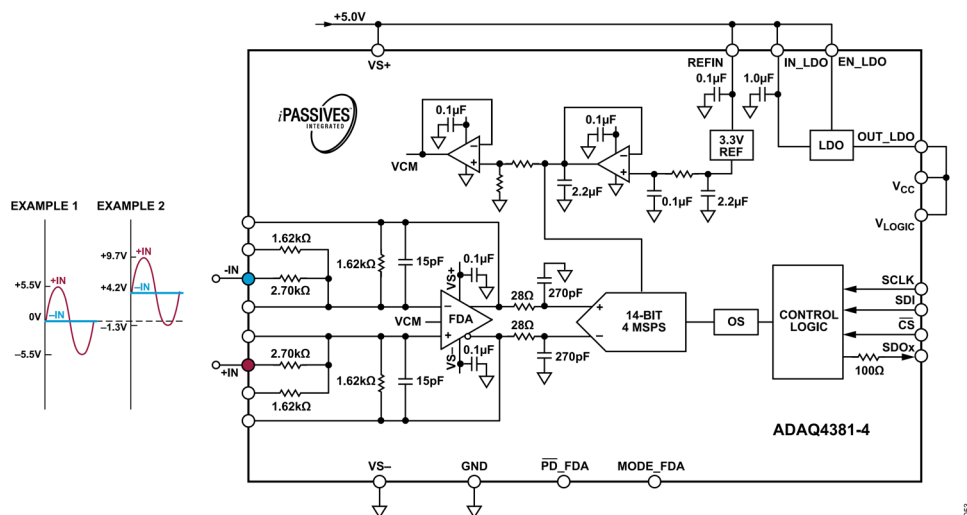 +5.0V
VS+
REFIN
IN_LDO
EN_LDO
0.1µF
1.0µF
iPASSIVES™
INTEGRATED
0.1µF
0.1µF
3.3V
REF
LDO
OUT_LDO
VCM
2.2µF
0.1µF
2.2µF
VCC
VLOGIC
EXAMPLE 1
EXAMPLE 2
+9.7V
+IN
+5.5V
+IN
+4.2V
–IN
0V
–IN
–1.3V
–5.5V
1.62kΩ
1.62kΩ
15pF
-IN
2.70kΩ
VS+
0.1µF
28Ω
270pF
VCM
FDA
28Ω
14-BIT
4 MSPS
OS
CONTROL
LOGIC
SCLK
SDI
CS
SDOx
100Ω
+IN
2.70kΩ
1.62kΩ
15pF
VS–
0.1µF
270pF
1.62kΩ
ADAQ4381-4
VS–
GND
PD_FDA
MODE_FDA